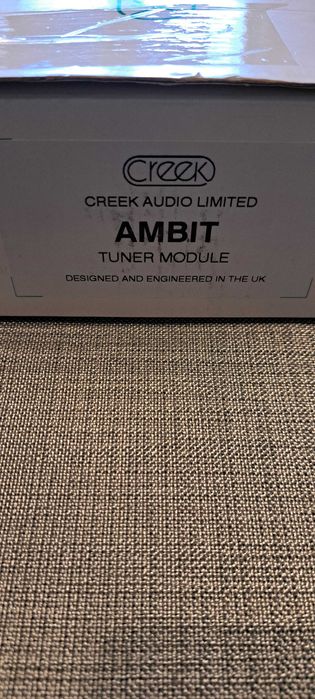 Creek
CREEK AUDIO LIMITED
AMBIT
TUNER MODULE
DESIGNED AND ENGINEERED IN THE UK